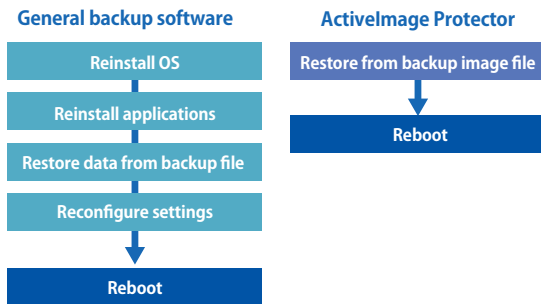 General backup software
Reinstall OS
Reinstall applications
Restore data from backup file
Reconfigure settings
Reboot
ActiveImage Protector
Restore from backup image file
Reboot